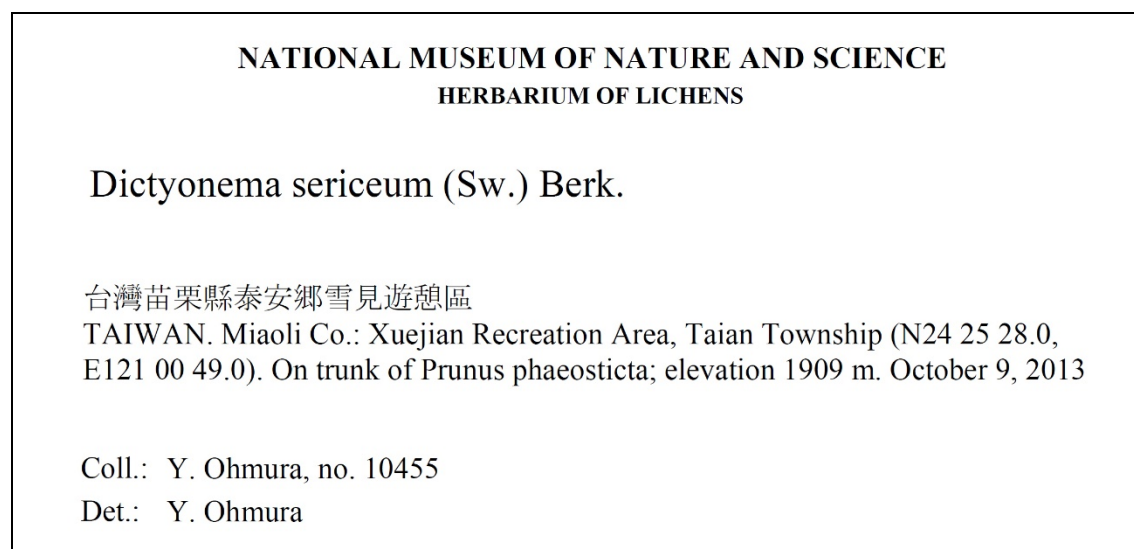 NATIONAL MUSEUM OF NATURE AND SCIENCE
HERBARIUM OF LICHENS
Dictyonema sericeum (Sw.) Berk.
台灣苗栗縣泰安鄉雪見遊憩區
TAIWAN. Miaoli Co.: Xuejian Recreation Area, Taian Township (N24 25 28.0,
E121 00 49.0). On trunk of Prunus phaeosticta; elevation 1909 m. October 9, 2013
Coll.: Y. Ohmura, no. 10455
Det.: Y. Ohmura